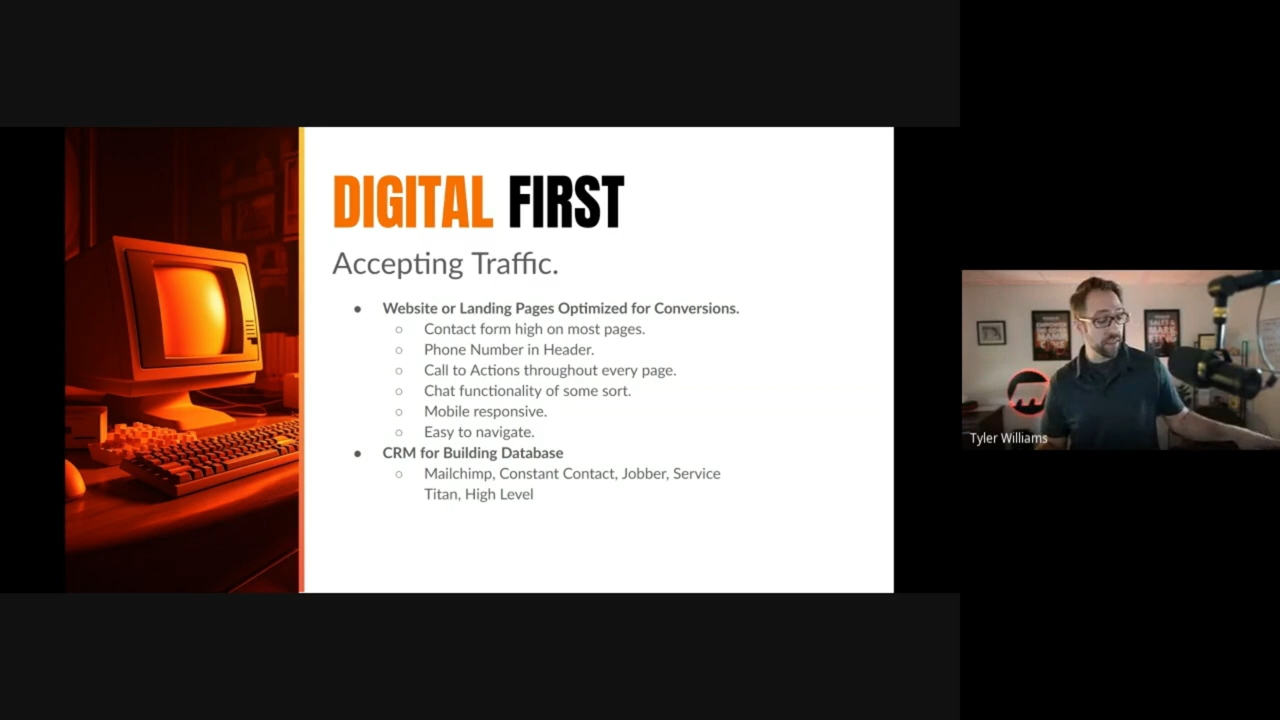 DIGITAL FIRST
Accepting Traffic.
● Website or Landing Pages Optimized for Conversions.
○ Contact form high on most pages.
○ Phone Number in Header.
○ Call to Actions throughout every page.
○ Chat functionality of some sort.
○ Mobile responsive.
○ Easy to navigate.
● CRM for Building Database
○ Mailchimp, Constant Contact, Jobber, Service
Titan, High Level
SALES &
Tyler Williams